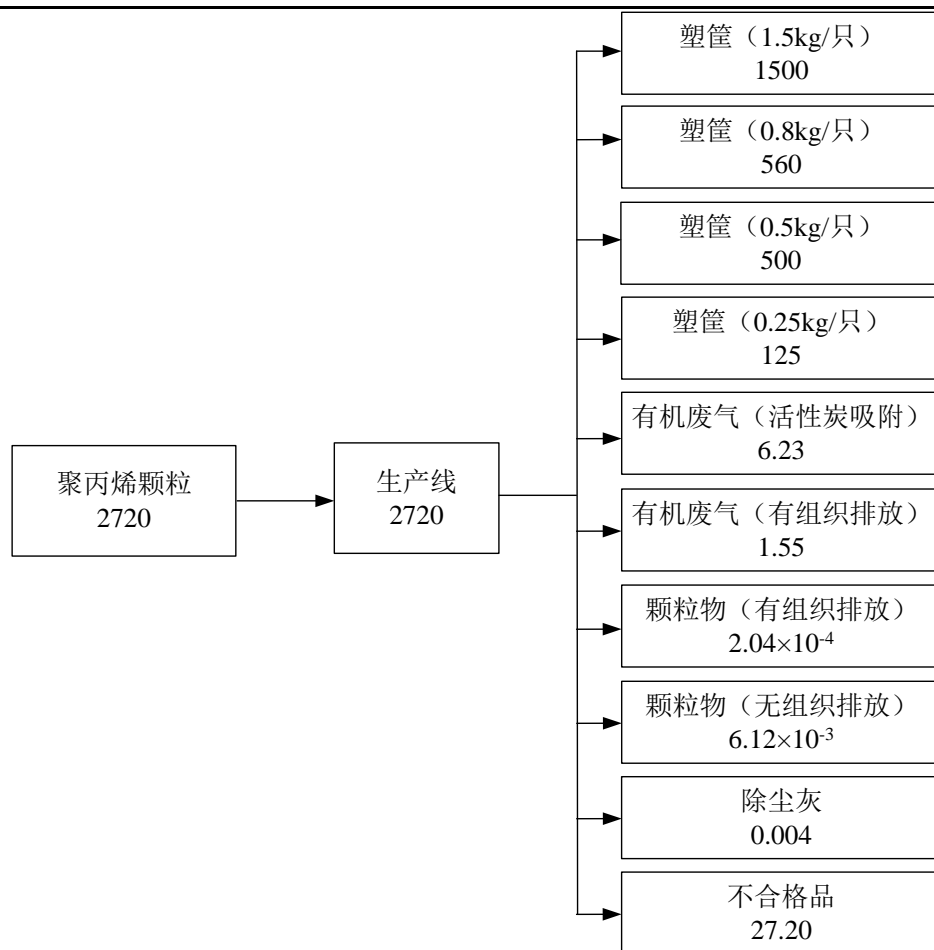 塑筐（1.5kg/只）
1500
塑筐（0.8kg/只）
560
塑筐（0.5kg/只）
500
塑筐（0.25kg/只）
125
有机废气（活性炭吸附）
6.23
聚丙烯颗粒
2720
生产线
2720
有机废气（有组织排放）
1.55
颗粒物（有组织排放）
2.04×10-4
颗粒物（无组织排放）
6.12×10-3
除尘灰
0.004
不合格品
27.20